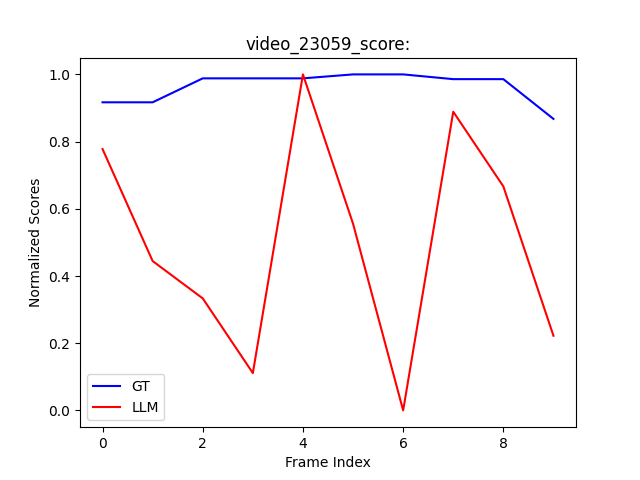 video_23059_score:
Normalized Scores
1.0
0.8
0.6
0.4
0.2
0.0
GT
LLM
0 2 4 6 8
Frame Index